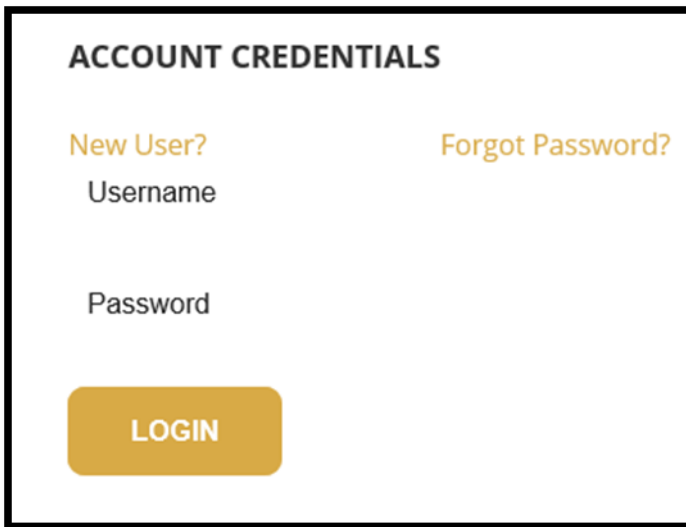 ACCOUNT CREDENTIALS
New User? Forgot Password?
Username
Password
LOGIN